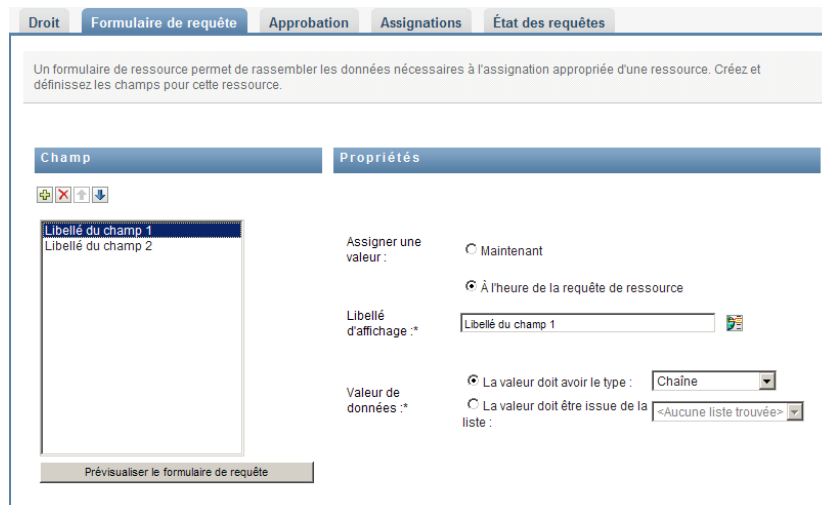 Droit Formulaire de requête Approbation Assignations État des requêtes
Un formulaire de ressource permet de rassembler les données nécessaires à l'assignation appropriée d'une ressource. Créez et
définissez les champs pour cette ressource.
Champ Propriétés
Libellé du champ 1
Libellé du champ 2
Assigner une
valeur :
Maintenant
À l'heure de la requête de ressource
Libellé
d'affichage :*
Libellé du champ 1
Valeur de
données :*
La valeur doit avoir le type : Chaîne
La valeur doit être issue de la
liste :
<Aucune liste trouvée>
Prévisualiser le formulaire de requête